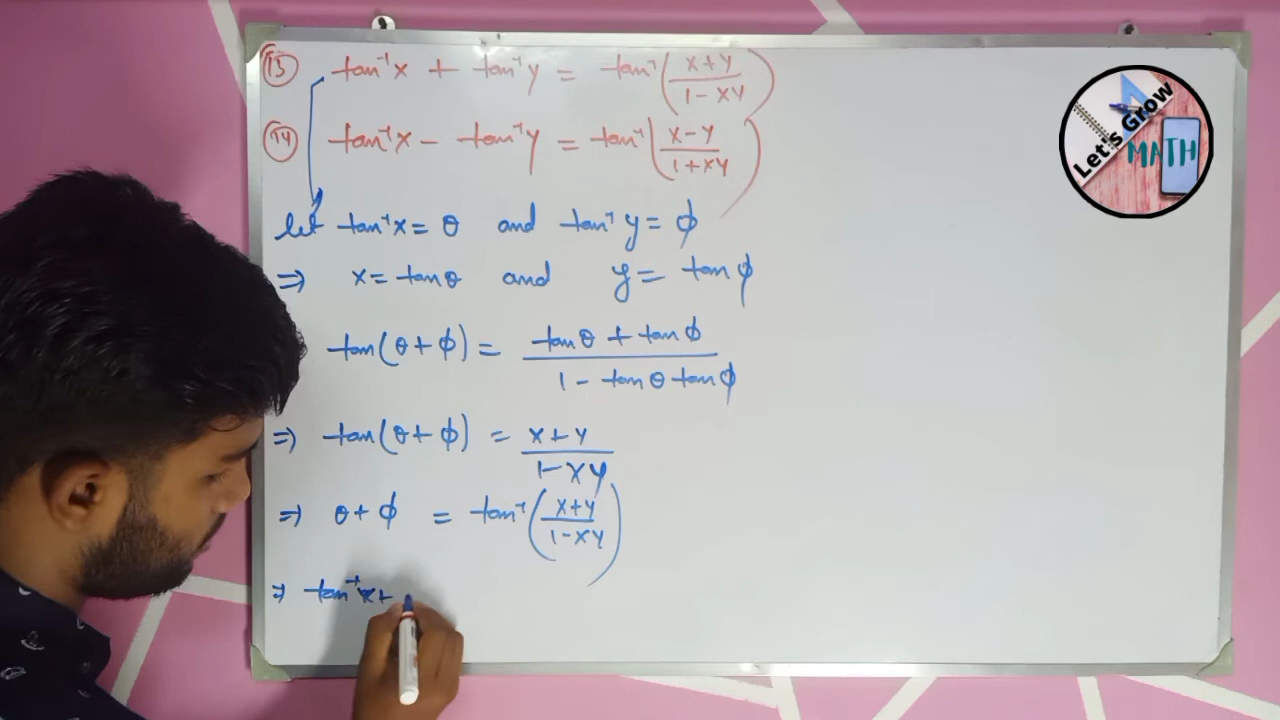 (13) tan⁻¹x + tan⁻¹y = tan⁻¹((x+y)/(1-xy))
(14) tan⁻¹x - tan⁻¹y = tan⁻¹((x-y)/(1+xy))
let tan⁻¹x = θ and tan⁻¹y = ϕ
⇒ x = tanθ and y = tanϕ
tan(θ+ϕ) = (tanθ + tanϕ)/(1 - tanθ tanϕ)
⇒ tan(θ+ϕ) = (x+y)/(1-xy)
⇒ θ+ϕ = tan⁻¹((x+y)/(1-xy))
⇒ tan⁻¹x+
Let's Grow
MATH